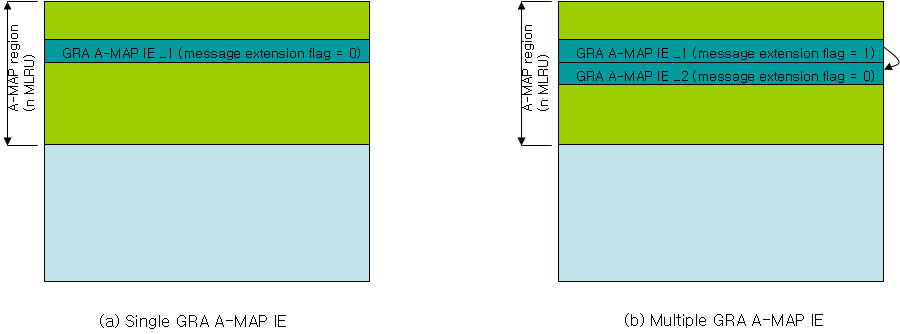 A-MAP region
(n MLRU)
GRA A-MAP IE _1 (message extension flag = 0)
(a) Single GRA A-MAP IE
A-MAP region
(n MLRU)
GRA A-MAP IE _1 (message extension flag = 1)
GRA A-MAP IE _2 (message extension flag = 0)
(b) Multiple GRA A-MAP IE